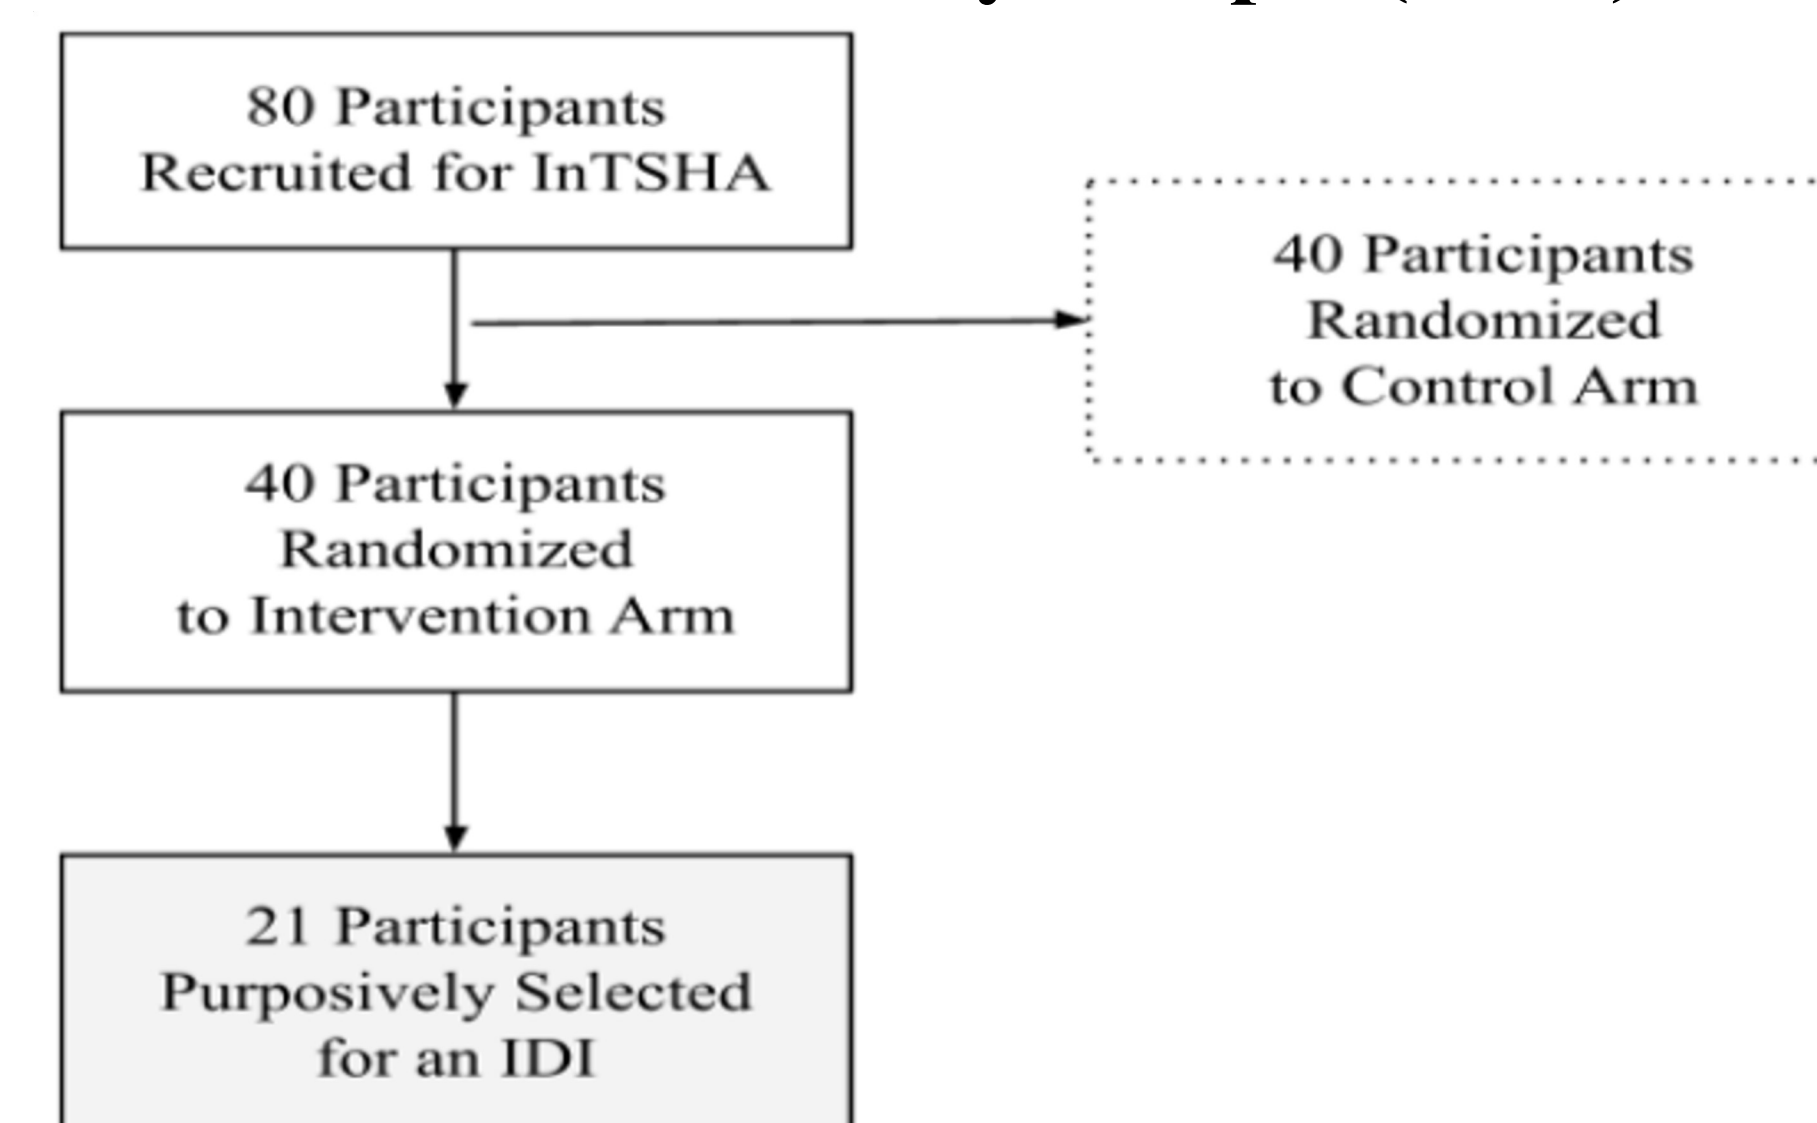 80 Participants
Recruited for InTSHA
40 Participants
Randomized
to Control Arm
40 Participants
Randomized
to Intervention Arm
21 Participants
Purposively Selected
for an IDI